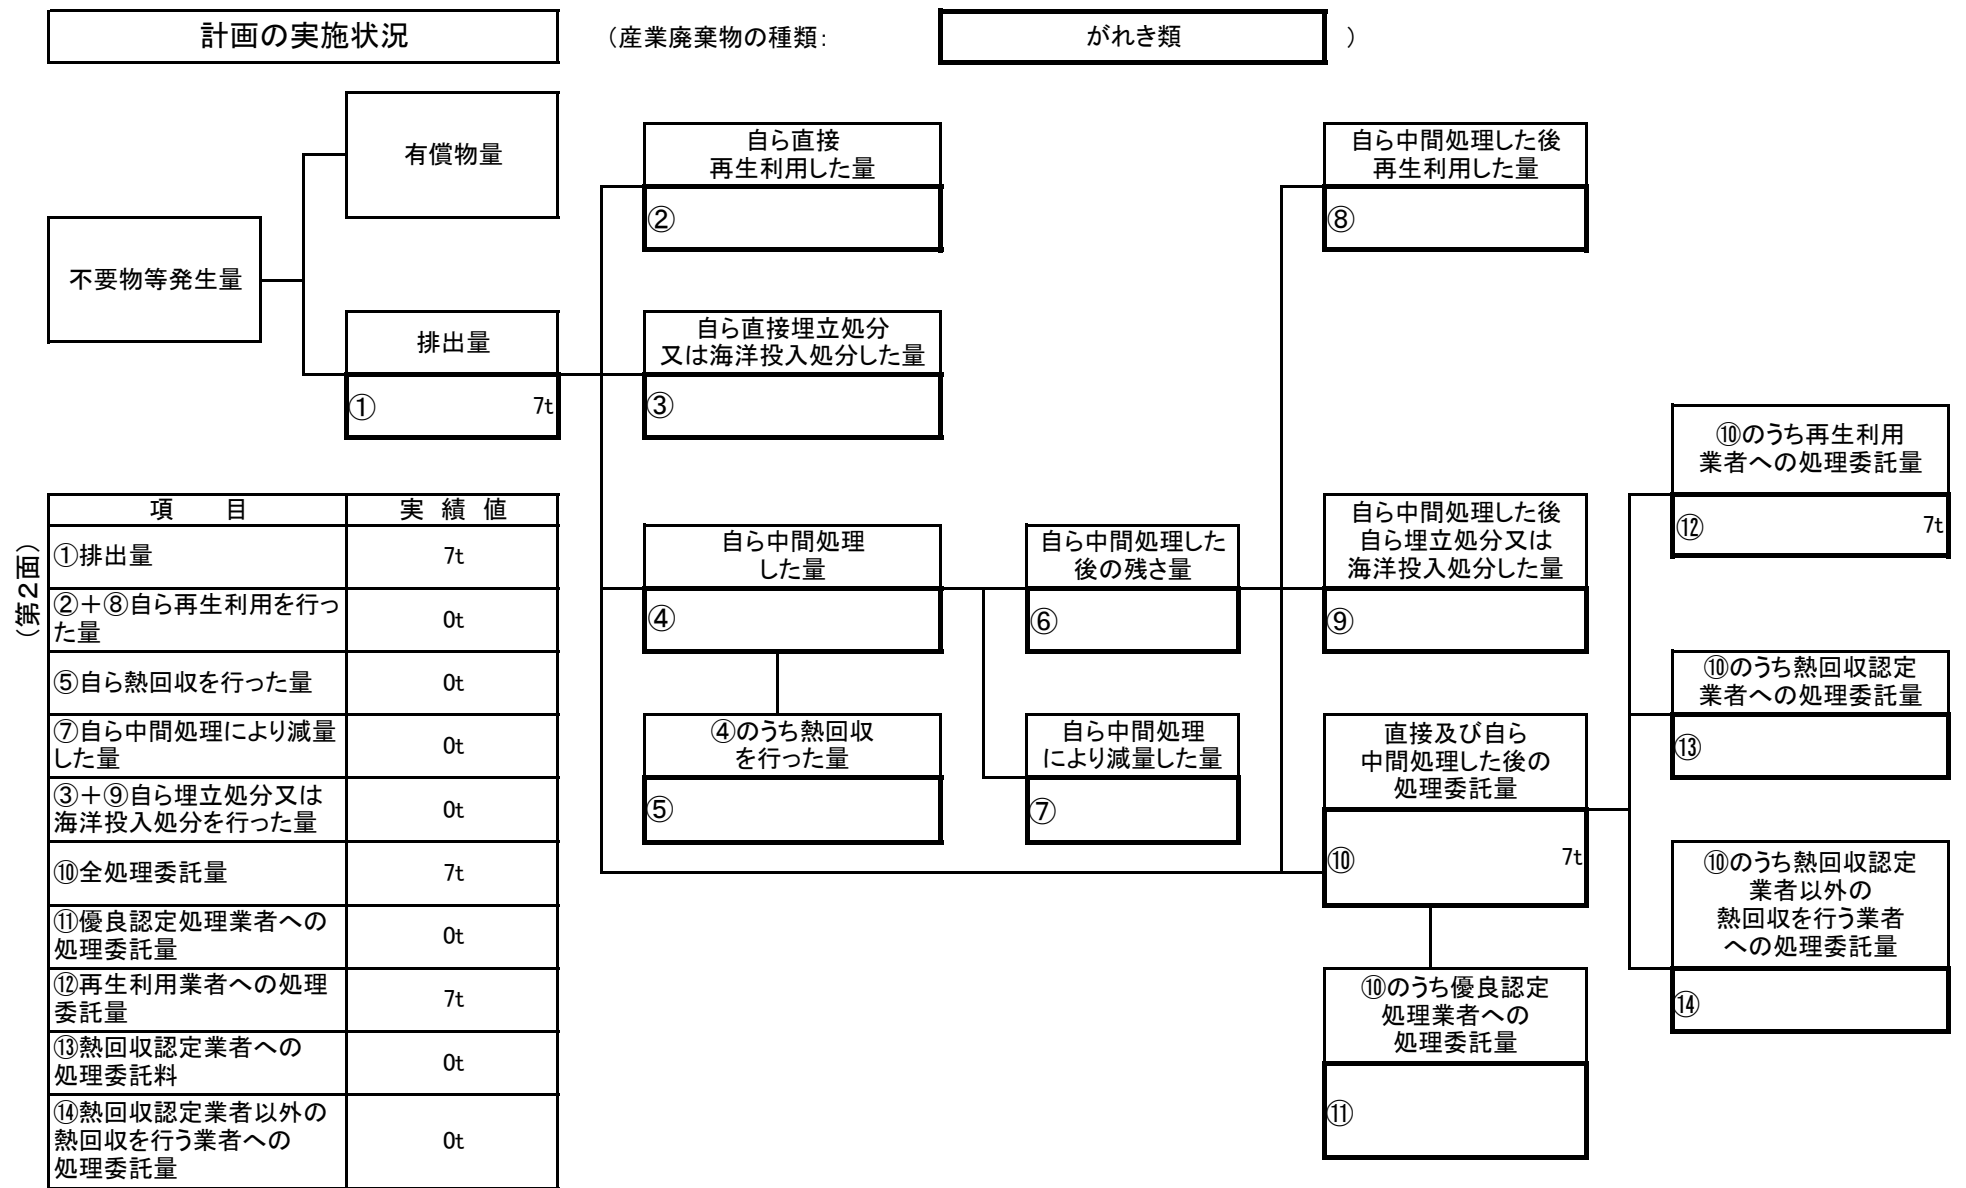 計画の実施状況
（産業廃棄物の種類：
がれき類
）
有償物量
不要物等発生量
排出量
①
7t
自ら直接
再生利用した量
②
自ら直接埋立処分
又は海洋投入処分した量
③
自ら中間処理
した量
④
④のうち熱回収
を行った量
⑤
自ら中間処理した
後の残さ量
⑥
自ら中間処理
により減量した量
⑦
自ら中間処理した後
再生利用した量
⑧
自ら中間処理した後
自ら埋立処分又は
海洋投入処分した量
⑨
直接及び自ら
中間処理した後の
処理委託量
⑩
7t
⑩のうち優良認定
処理業者への
処理委託量
⑪
⑩のうち再生利用
業者への処理委託量
⑫
7t
⑩のうち熱回収認定
業者への処理委託量
⑬
⑩のうち熱回収認定
業者以外の
熱回収を行う業者
への処理委託量
⑭
（第２面）
項　目
実 績 値
①排出量
7t
②＋⑧自ら再生利用を行っ
た量
0t
⑤自ら熱回収を行った量
0t
⑦自ら中間処理により減量
した量
0t
③＋⑨自ら埋立処分又は
海洋投入処分を行った量
0t
⑩全処理委託量
7t
⑪優良認定処理業者への
処理委託量
0t
⑫再生利用業者への処理
委託量
7t
⑬熱回収認定業者への
処理委託料
0t
⑭熱回収認定業者以外の
熱回収を行う業者への
処理委託量
0t